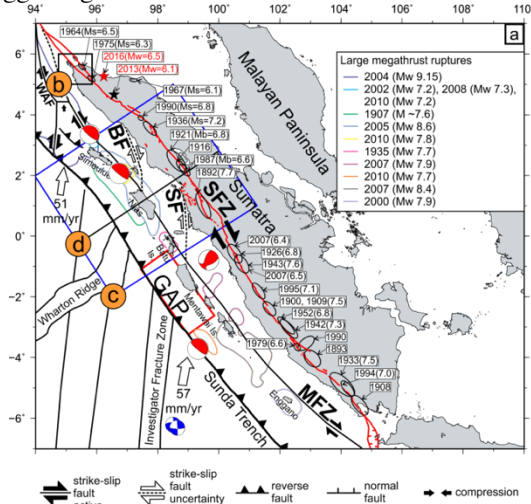 94 96 98 100 102 104 106 108 110
a
6°
4°
2°
0°
−2°
−4°
−6°
1964(Ms=6.5)
1975(Ms=6.3)
2016(Mw=6.5)
2013(Mw=6.1)
1967(Ms=6.1)
1990(Ms=6.8)
1936(Ms=7.2)
1921(Mb=6.8)
1916
1987(Mb=6.6)
1892(7.7)
2007(6.4)
1926(6.8)
1943(7.6)
2007(6.5)
1995(7.1)
1900, 1909(7.5)
1952(6.8)
1942(7.3)
1979(6.6)
1990
1893
1933(7.5)
1994(7.0)
1908
Large megathrust ruptures
2004 (Mw 9.15)
2002 (Mw 7.2), 2008 (Mw 7.3),
2010 (Mw 7.2)
1907 (M ~7.6)
2005 (Mw 8.6)
2010 (Mw 7.8)
1935 (Mw 7.7)
2007 (Mw 7.9)
2010 (Mw 7.7)
2007 (Mw 8.4)
2000 (Mw 7.9)
Malayan Peninsula
Sumatra
b
WAF
BF
Simeulue
Nias
SF
SFZ
51
mm/yr
d
c
Batu
Is
GAP
Mentawai Is
Wharton Ridge
Investigator Fracture Zone
57
mm/yr
Sunda Trench
Enggano
MFZ
strike-slip
fault
active
strike-slip
fault
uncertainty
reverse
fault
normal
fault
compression